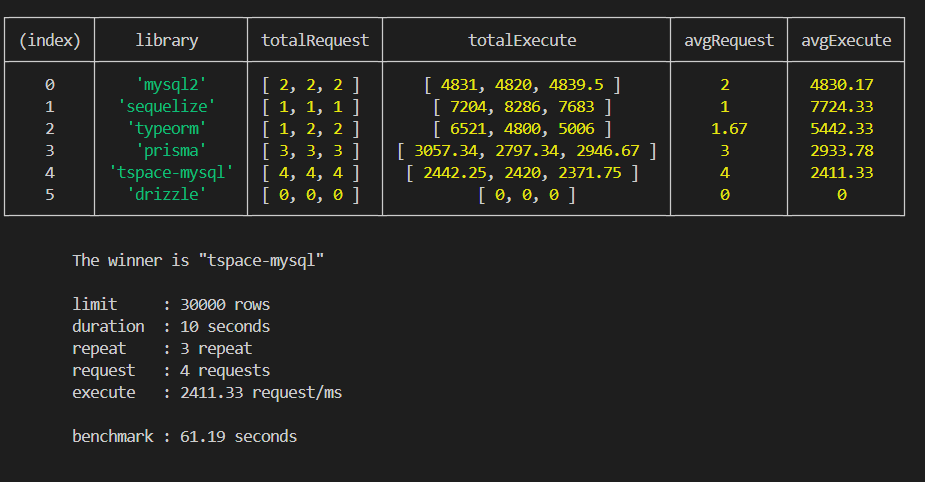 (index) library totalRequest totalExecute avgRequest avgExecute
0 'mysql2' [ 2, 2, 2 ] [ 4831, 4820, 4839.5 ] 2 4830.17
1 'sequelize' [ 1, 1, 1 ] [ 7204, 8286, 7683 ] 1 7724.33
2 'typeorm' [ 1, 2, 2 ] [ 6521, 4800, 5006 ] 1.67 5442.33
3 'prisma' [ 3, 3, 3 ] [ 3057.34, 2797.34, 2946.67 ] 3 2933.78
4 'tspace-mysql' [ 4, 4, 4 ] [ 2442.25, 2420, 2371.75 ] 4 2411.33
5 'drizzle' [ 0, 0, 0 ] [ 0, 0, 0 ] 0 0
The winner is "tspace-mysql"
limit : 30000 rows
duration : 10 seconds
repeat : 3 repeat
request : 4 requests
execute : 2411.33 request/ms
benchmark : 61.19 seconds